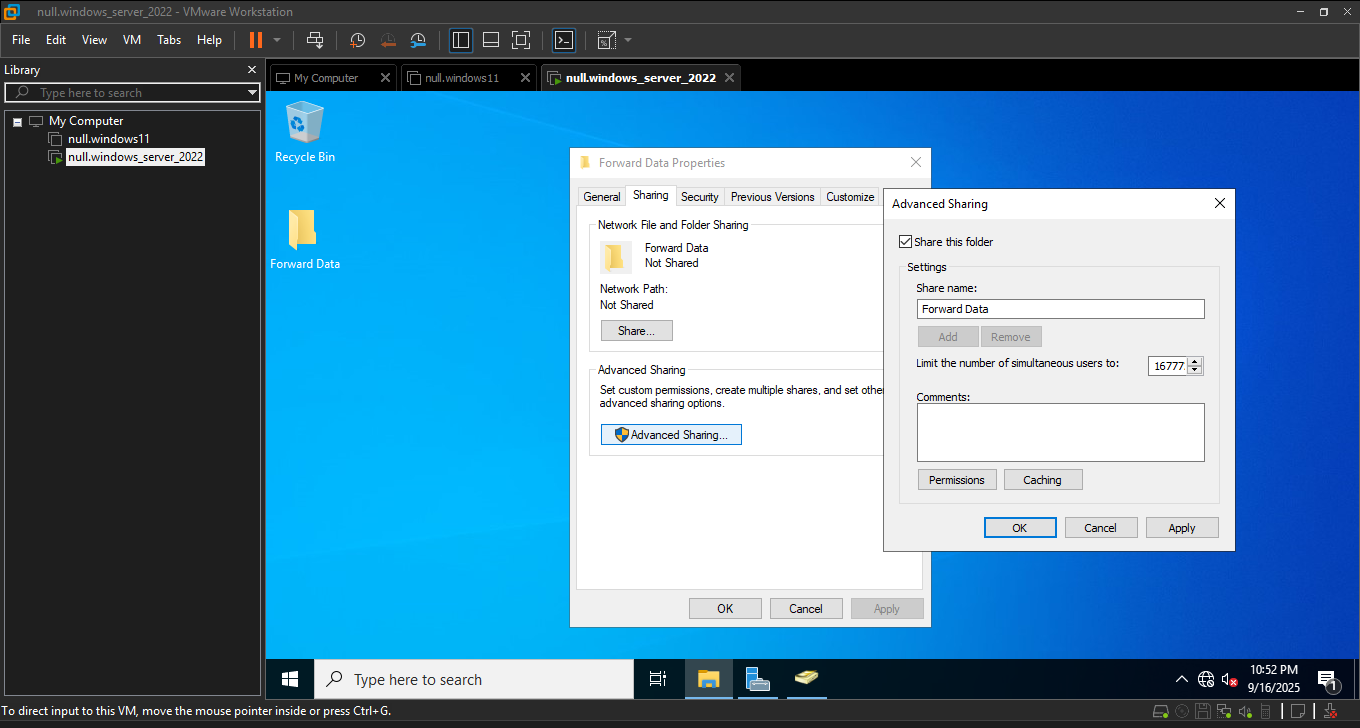 null.windows_server_2022 - VMware Workstation
File Edit View VM Tabs Help
Library
Type here to search
My Computer
null.windows11
null.windows_server_2022
My Computer null.windows11 null.windows_server_2022
Recycle Bin
Forward Data
Forward Data Properties
General Sharing Security Previous Versions Customize
Network File and Folder Sharing
Forward Data
Not Shared
Network Path:
Not Shared
Share...
Advanced Sharing
Set custom permissions, create multiple shares, and set othe
advanced sharing options.
Advanced Sharing...
OK Cancel Apply
Advanced Sharing
Share this folder
Settings
Share name:
Forward Data
Add Remove
Limit the number of simultaneous users to: 16777
Comments:
Permissions Caching
OK Cancel Apply
Type here to search
10:52 PM
9/16/2025
1
To direct input to this VM, move the mouse pointer inside or press Ctrl+G.